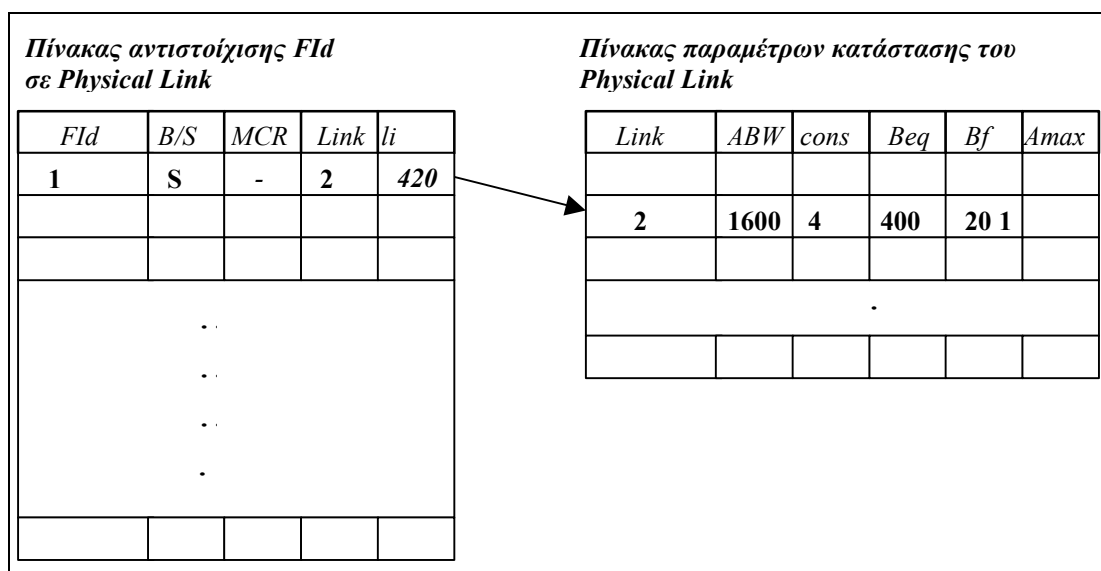 Πίνακας αντιστοίχισης FId
σε Physical Link
FId B/S MCR Link li
1 S - 2 420
Πίνακας παραμέτρων κατάστασης του
Physical Link
Link ABW cons Beq Bf Amax
2 1600 4 400 20 1